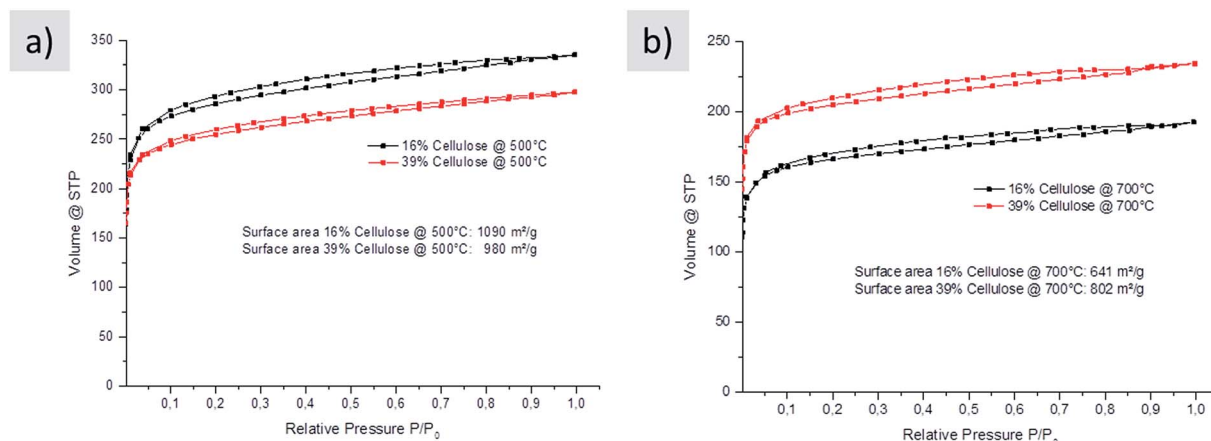 a)
350
300
250
200
150
100
50
0
Volume @ STP
16% Cellulose @ 500°C
39% Cellulose @ 500°C
Surface area 16% Cellulose @ 500°C: 1090 m²/g
Surface area 39% Cellulose @ 500°C: 980 m²/g
0,1 0,2 0,3 0,4 0,5 0,6 0,7 0,8 0,9 1,0
Relative Pressure P/P₀
b)
250
200
150
100
50
0
Volume @ STP
16% Cellulose @ 700°C
39% Cellulose @ 700°C
Surface area 16% Cellulose @ 700°C: 641 m²/g
Surface area 39% Cellulose @ 700°C: 802 m²/g
0,1 0,2 0,3 0,4 0,5 0,6 0,7 0,8 0,9 1,0
Relative Pressure P/P₀